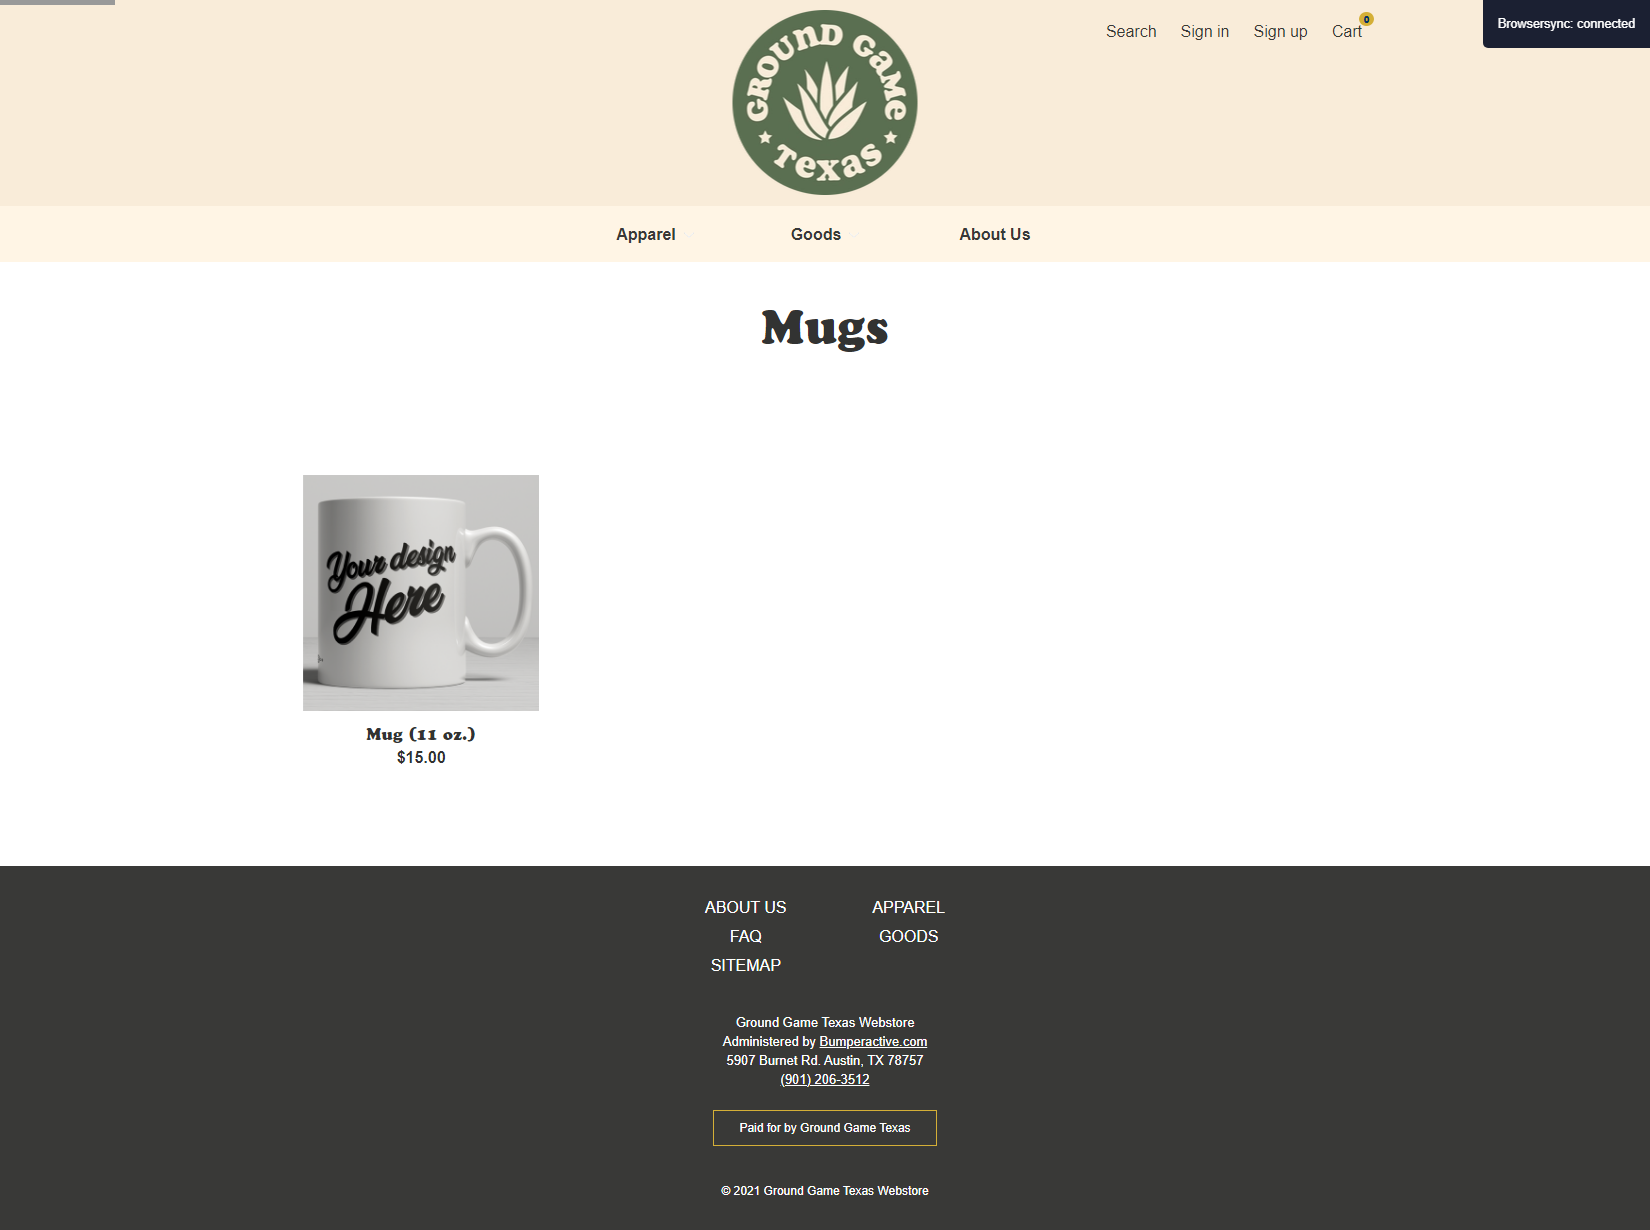 GROUND GAME
TEXAS
Search Sign in Sign up Cart 0
Browsersync: connected
Apparel Goods About Us
Mugs
Your design
Here
Mug (11 oz.)
$15.00
ABOUT US APPAREL
FAQ GOODS
SITEMAP
Ground Game Texas Webstore
Administered by Bumperactive.com
5907 Burnet Rd. Austin, TX 78757
(901) 206-3512
Paid for by Ground Game Texas
© 2021 Ground Game Texas Webstore